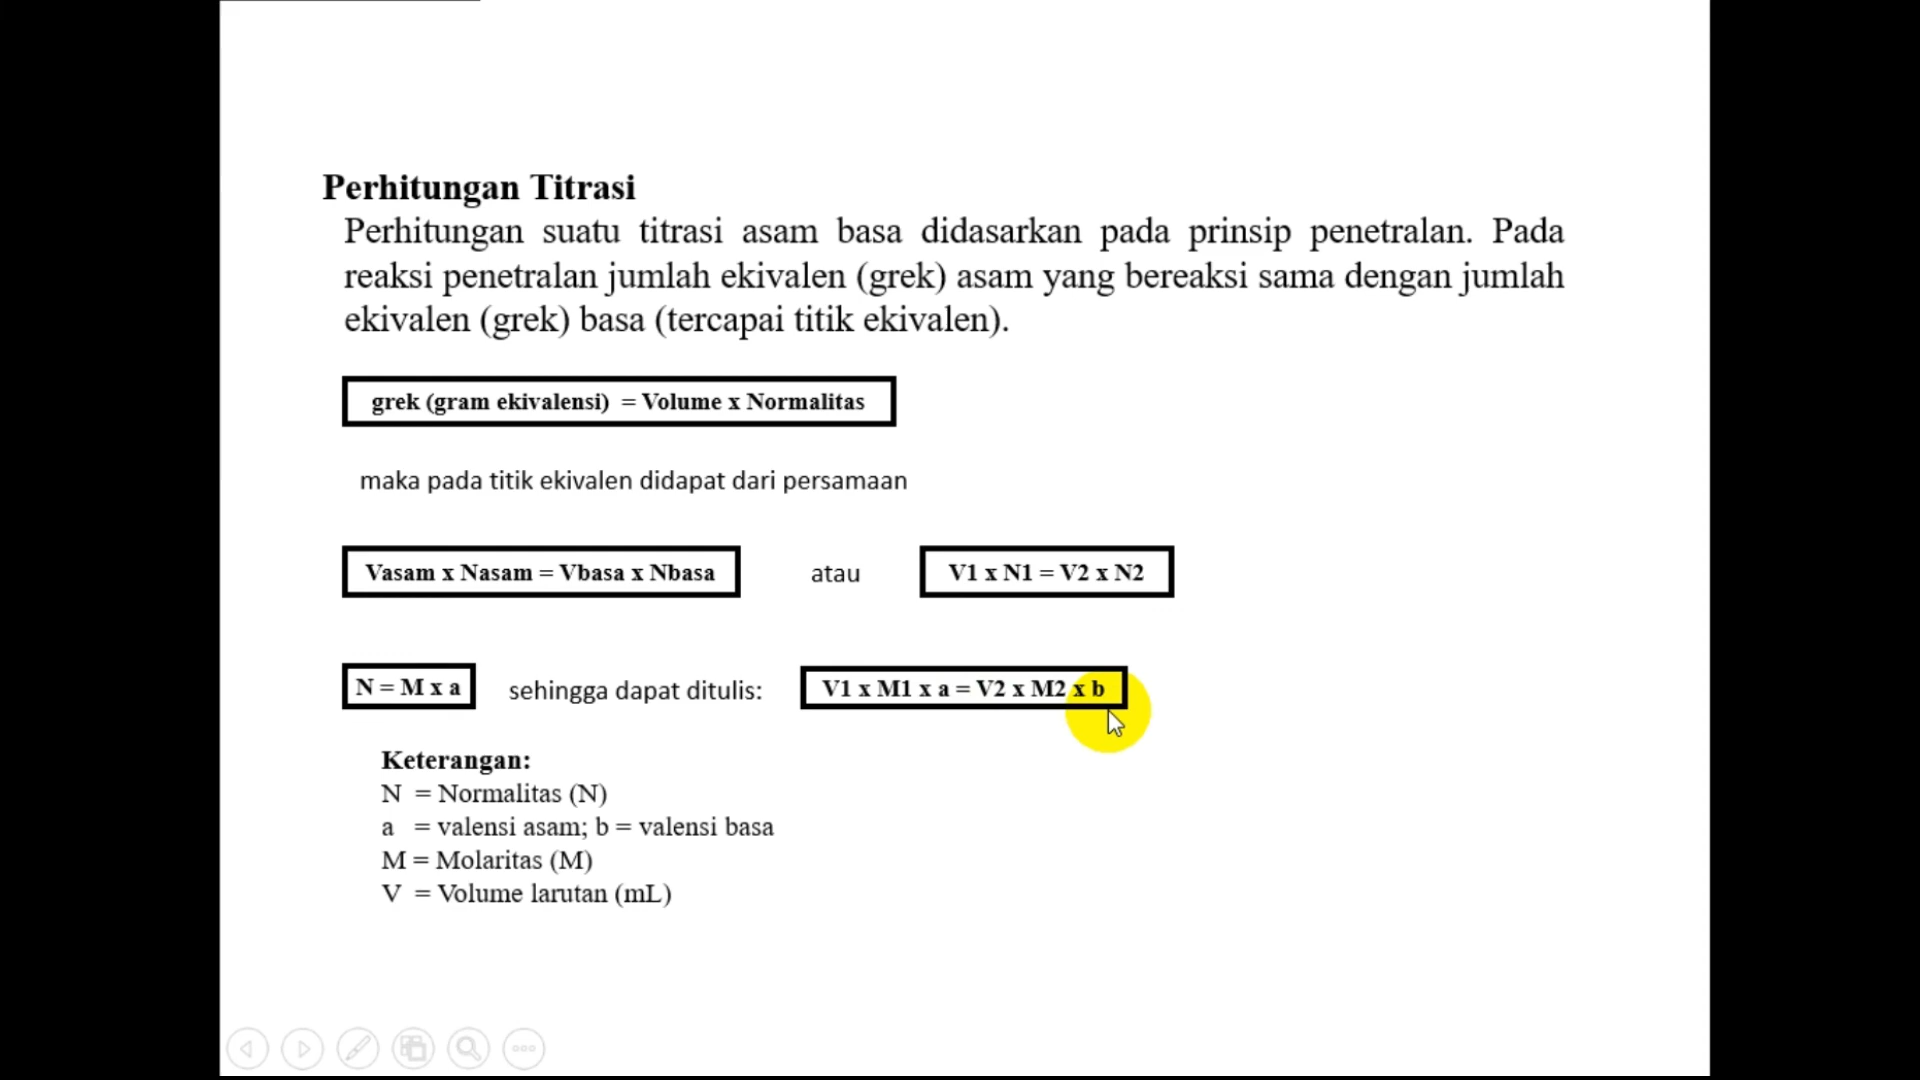 Perhitungan Titrasi
Perhitungan suatu titrasi asam basa didasarkan pada prinsip penetralan. Pada
reaksi penetralan jumlah ekivalen (grek) asam yang bereaksi sama dengan jumlah
ekivalen (grek) basa (tercapai titik ekivalen).
grek (gram ekivalensi) = Volume x Normalitas
maka pada titik ekivalen didapat dari persamaan
Vasam x Nasam = Vbasa x Nbasa atau V1 x N1 = V2 x N2
N = M x a sehingga dapat ditulis: V1 x M1 x a = V2 x M2 x b
Keterangan:
N = Normalitas (N)
a = valensi asam; b = valensi basa
M = Molaritas (M)
V = Volume larutan (mL)